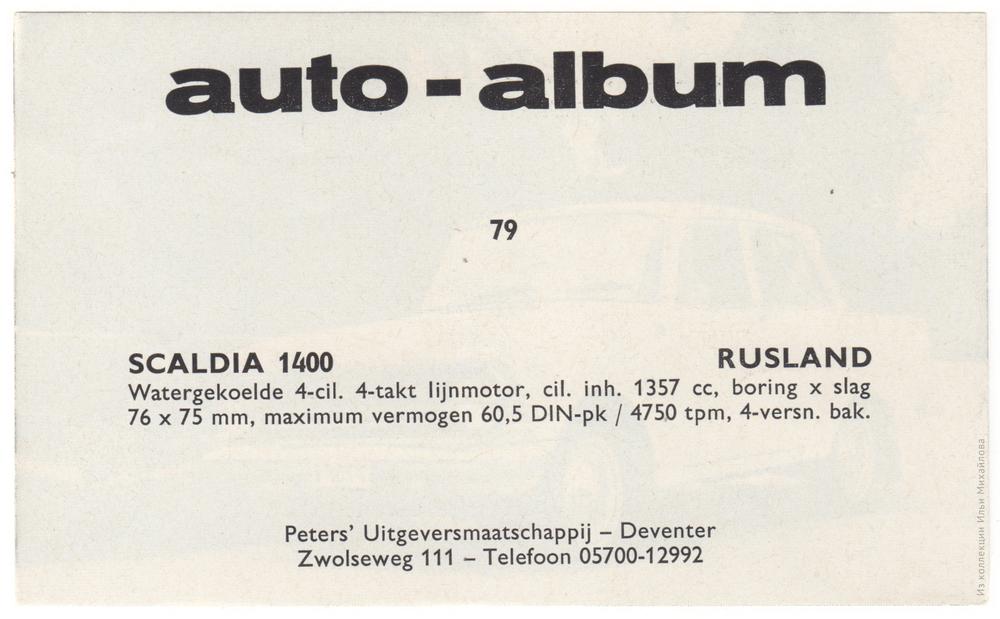 auto-album
79
SCALDIA 1400 RUSLAND
Watergekoelde 4-cil. 4-takt lijnmotor, cil. inh. 1357 cc, boring x slag
76 x 75 mm, maximum vermogen 60,5 DIN-pk / 4750 tpm, 4-versn. bak.
Peters’ Uitgeversmaatschappij – Deventer
Zwolseweg 111 – Telefoon 05700-12992
Из коллекции Ильи Михайлова